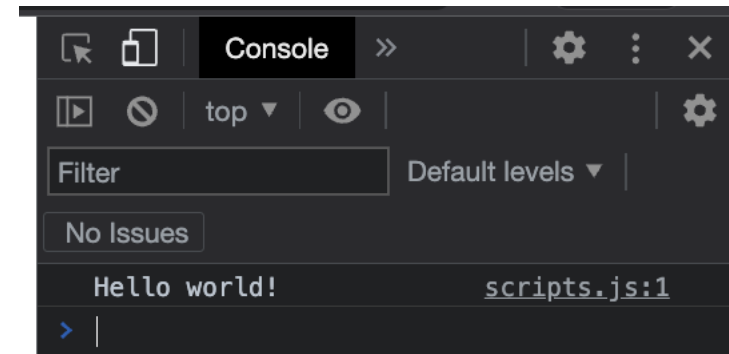 Console
top
Filter Default levels
No Issues
Hello world! scripts.js:1